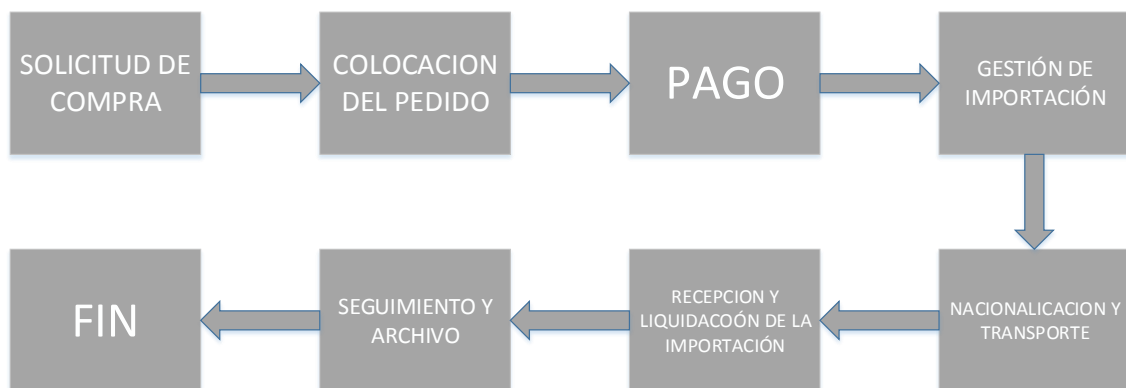 SOLICITUD DE
COMPRA
COLOCACION
DEL PEDIDO
PAGO
GESTIÓN DE
IMPORTACIÓN
NACIONALICACION Y
TRANSPORTE
RECEPCION Y
LIQUIDACOÓN DE LA
IMPORTACIÓN
SEGUIMIENTO Y
ARCHIVO
FIN